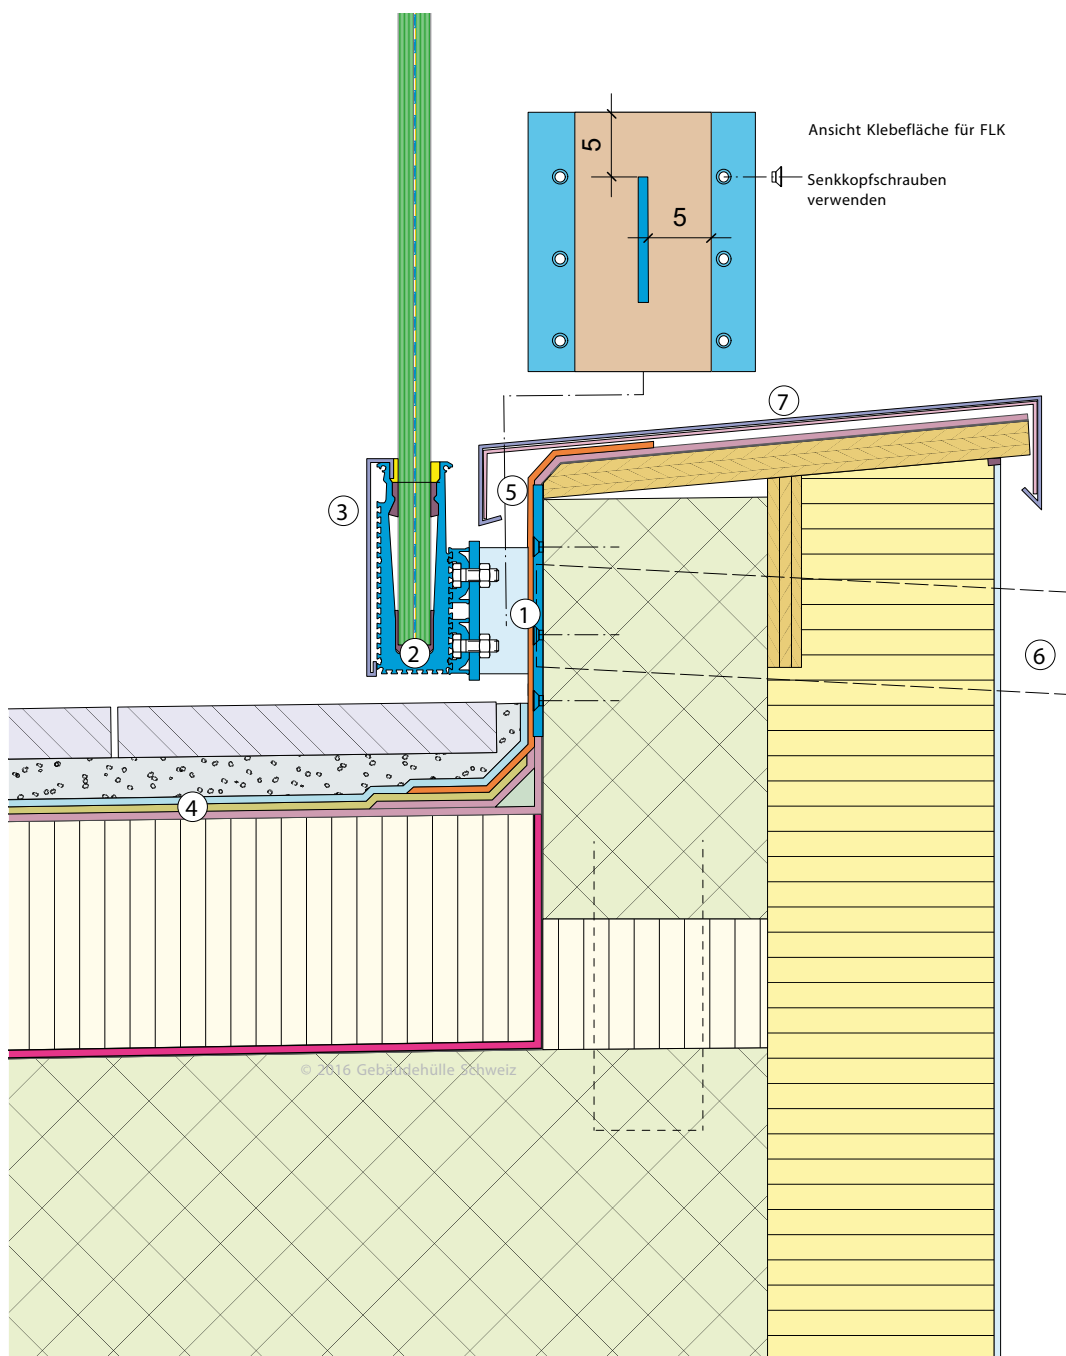 Ansicht Klebefläche für FLK
5
Senkkopfschrauben
verwenden
5
7
5
3
1
2
6
4
© 2016 Gebäudehülle Schweiz